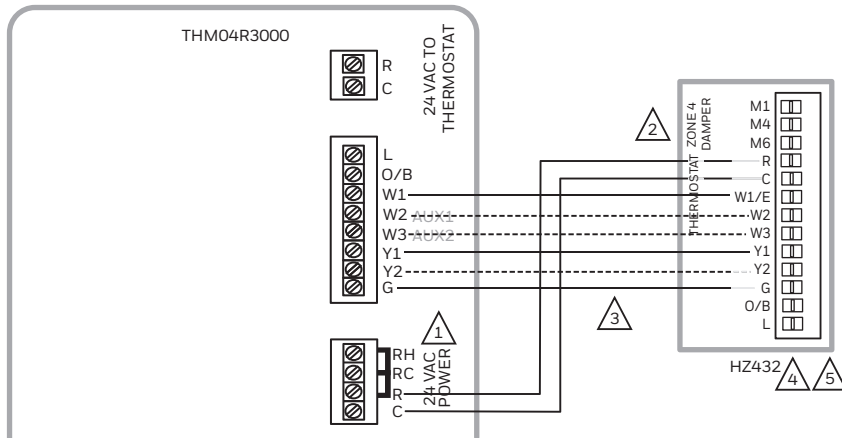 THM04R3000
R
C
24 VAC TO
THERMOSTAT
L
O/B
W1
W2 AUX1
W3 AUX2
Y1
Y2
G
1
RH
RC
R
C
24 VAC
POWER
2
3
THERMOSTAT
ZONE 4
DAMPER
M1
M4
M6
R
C
W1/E
W2
W3
Y1
Y2
G
O/B
L
HZ432
4
5